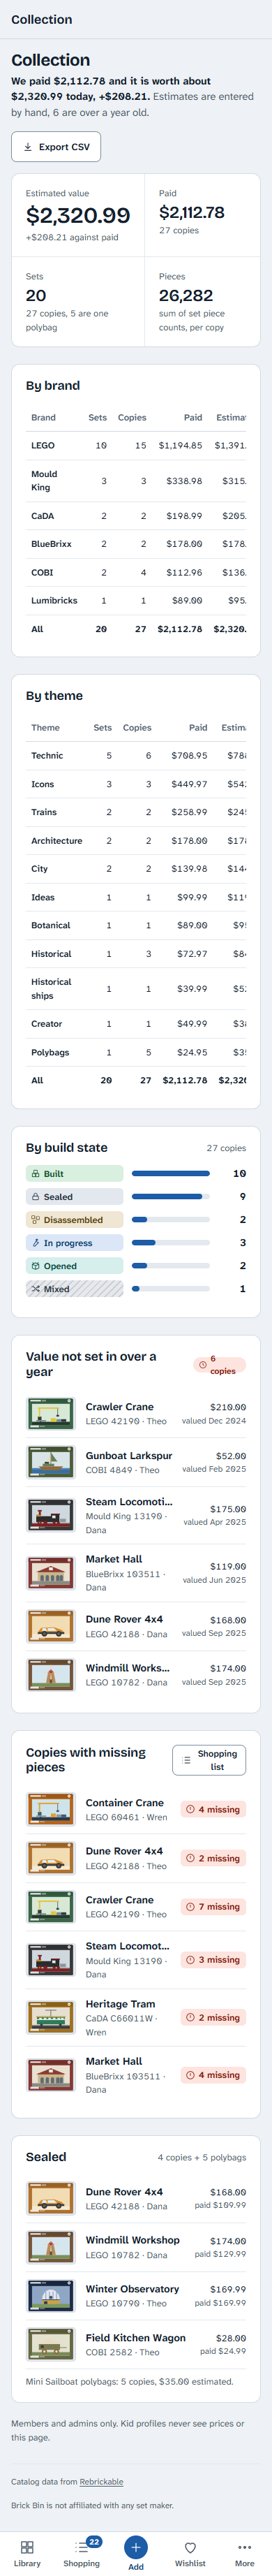 Collection
Collection
We paid $2,112.78 and it is worth about
$2,320.99 today, +$208.21. Estimates are entered
by hand, 6 are over a year old.
Export CSV
Estimated value
$2,320.99
+$208.21 against paid
Paid
$2,112.78
27 copies
Sets
20
27 copies, 5 are one
polybag
Pieces
26,282
sum of set piece
counts, per copy
By brand
Brand Sets Copies Paid
LEGO 10 15 $1,194.85 $1,391.
Mould
King 3 3 $338.98 $315.
CaDA 2 2 $198.99 $205.
BlueBrixx 2 2 $178.00 $178.
COBI 2 4 $112.96 $136.
Lumibricks 1 1 $89.00 $95.
All 20 27 $2,112.78 $2,320.
By theme
Theme Sets Copies Paid
Technic 5 6 $708.95
Icons 3 3 $449.97
Trains 2 2 $258.99
Architecture 2 2 $178.00
City 2 2 $139.98
Ideas 1 1 $99.99
Botanical 1 1 $89.00
Historical 1 3 $72.97
Historical
ships 1 1 $39.99
Creator 1 1 $49.99
Polybags 1 5 $24.95
All 20 27 $2,112.78
By build state
27 copies
Built 10
Sealed 9
Disassembled 2
In progress 3
Opened 2
Mixed 1
Value not set in over a
year
6
copies
Crawler Crane $210.00
LEGO 42190 · Theo valued Dec 2024
Gunboat Larkspur $52.00
COBI 4849 · Theo valued Feb 2025
Steam Locomoti... $175.00
Mould King 13190 · valued Apr 2025
Dana
Market Hall $119.00
BlueBrixx 103511 · valued Jun 2025
Dana
Dune Rover 4x4 $168.00
LEGO 42188 · Dana valued Sep 2025
Windmill Works... $174.00
LEGO 10782 · Dana valued Sep 2025
Copies with missing
pieces
Shopping
list
Container Crane 4 missing
LEGO 60461 · Wren
Dune Rover 4x4 2 missing
LEGO 42188 · Theo
Crawler Crane 7 missing
LEGO 42190 · Theo
Steam Locomot... 3 missing
Mould King 13190 ·
Dana
Heritage Tram 2 missing
CaDA C66011W ·
Wren
Market Hall 4 missing
BlueBrixx 103511 ·
Dana
Sealed
4 copies + 5 polybags
Dune Rover 4x4 $168.00
LEGO 42188 · Dana paid $109.99
Windmill Workshop $174.00
LEGO 10782 · Dana paid $129.99
Winter Observatory $169.99
LEGO 10790 · Theo paid $169.99
Field Kitchen Wagon $28.00
COBI 2582 · Theo paid $24.99
Mini Sailboat polybags: 5 copies, $35.00 estimated.
Members and admins only. Kid profiles never see prices or
this page.
Catalog data from Rebrickable
Brick Bin is not affiliated with any set maker.
22
Library Shopping Add Wishlist More